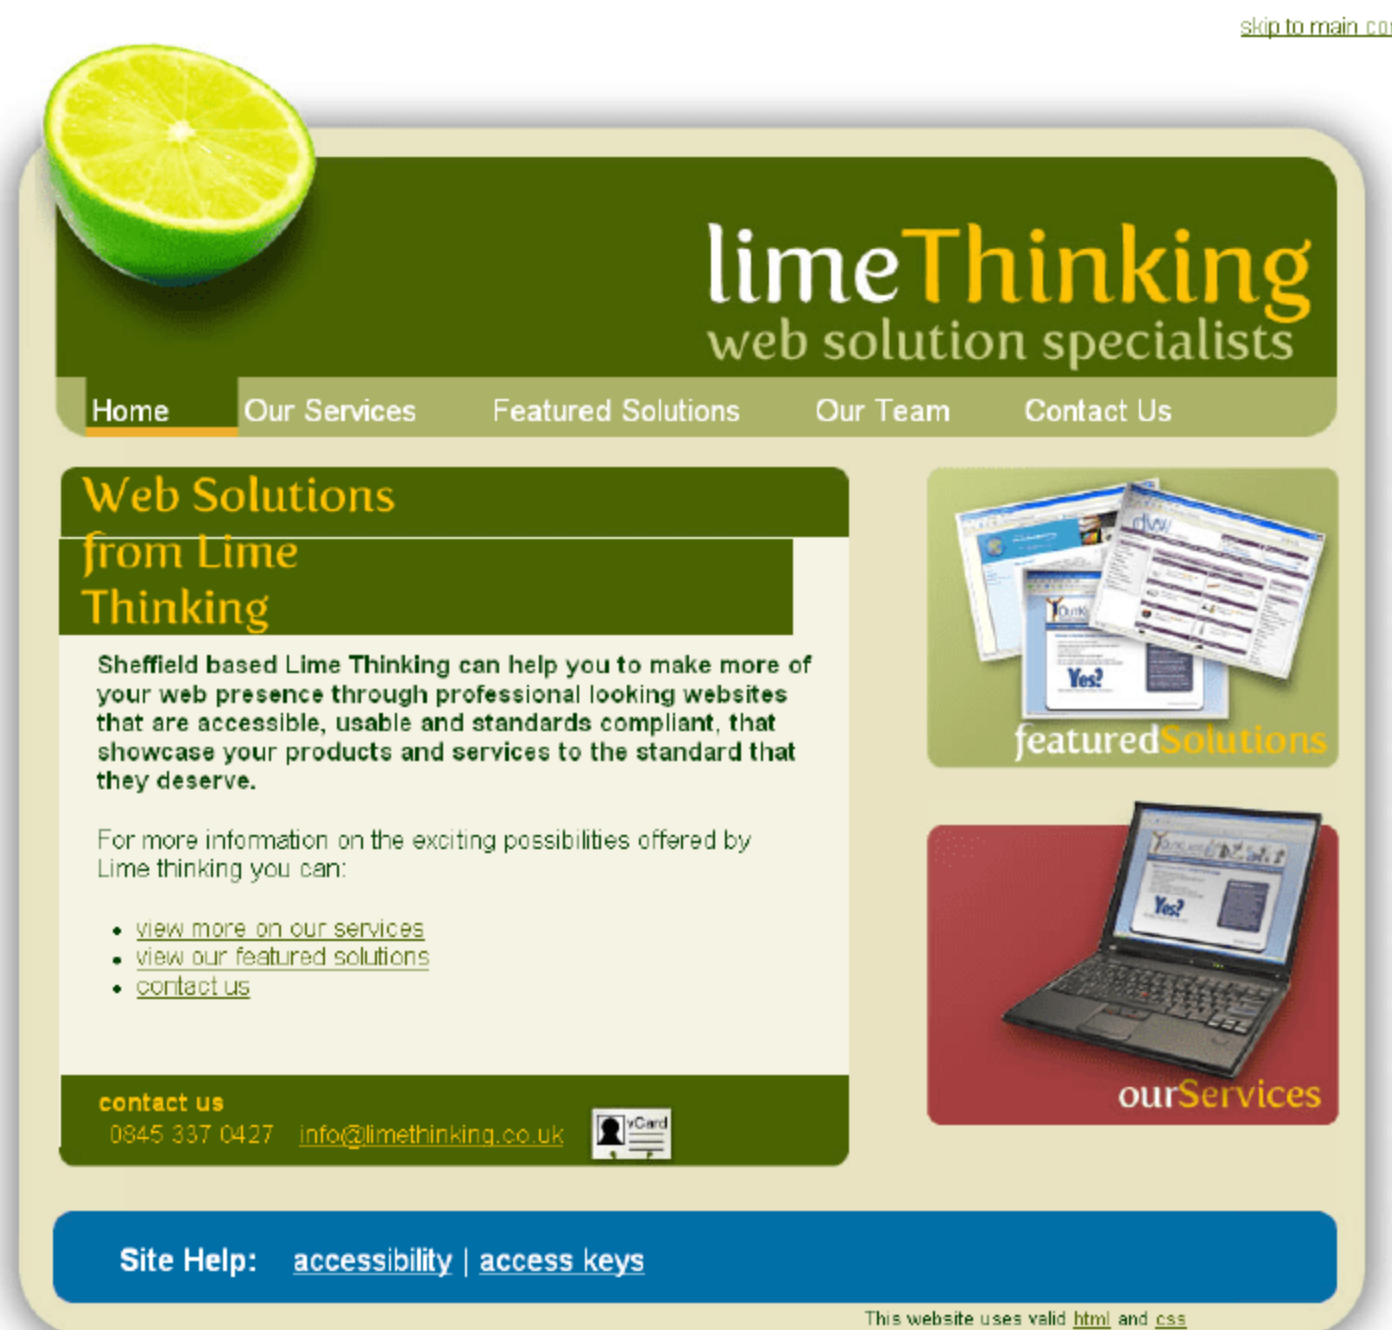 skip to main
limeThinking
web solution specialists
Home Our Services Featured Solutions Our Team Contact Us
Web Solutions
from Lime
Thinking
Sheffield based Lime Thinking can help you to make more of
your web presence through professional looking websites
that are accessible, usable and standards compliant, that
showcase your products and services to the standard that
they deserve.
For more information on the exciting possibilities offered by
Lime thinking you can:
• view more on our services
• view our featured solutions
• contact us
contact us
0845 337 0427 info@limethinking.co.uk
vCard
Yes?
featuredSolutions
Yes?
ourServices
Site Help: accessibility | access keys
This website uses valid html and css